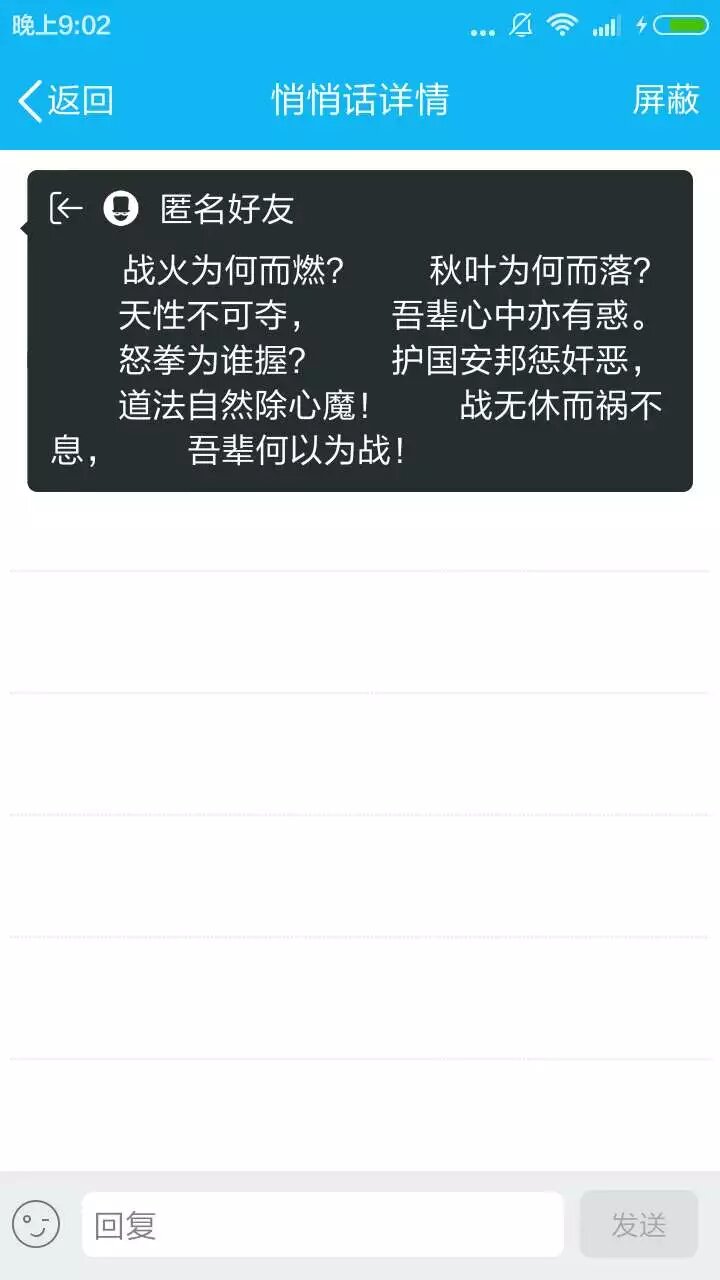 晚上9:02
返回 悄悄话详情 屏蔽
匿名好友
战火为何而燃? 秋叶为何而落?
天性不可夺, 吾辈心中亦有惑。
怒拳为谁握? 护国安邦惩奸恶,
道法自然除心魔! 战无休而祸不
息, 吾辈何以为战!
回复 发送